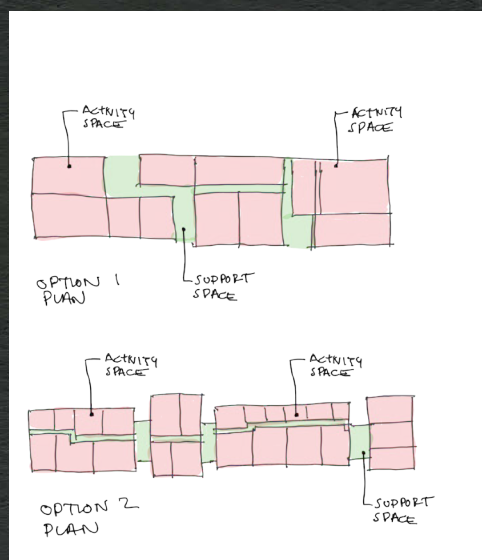 ACTIVITY
SPACE
ACTIVITY
SPACE
OPTION 1
PLAN
SUPPORT
SPACE
ACTIVITY
SPACE
ACTIVITY
SPACE
OPTION 2
PLAN
SUPPORT
SPACE